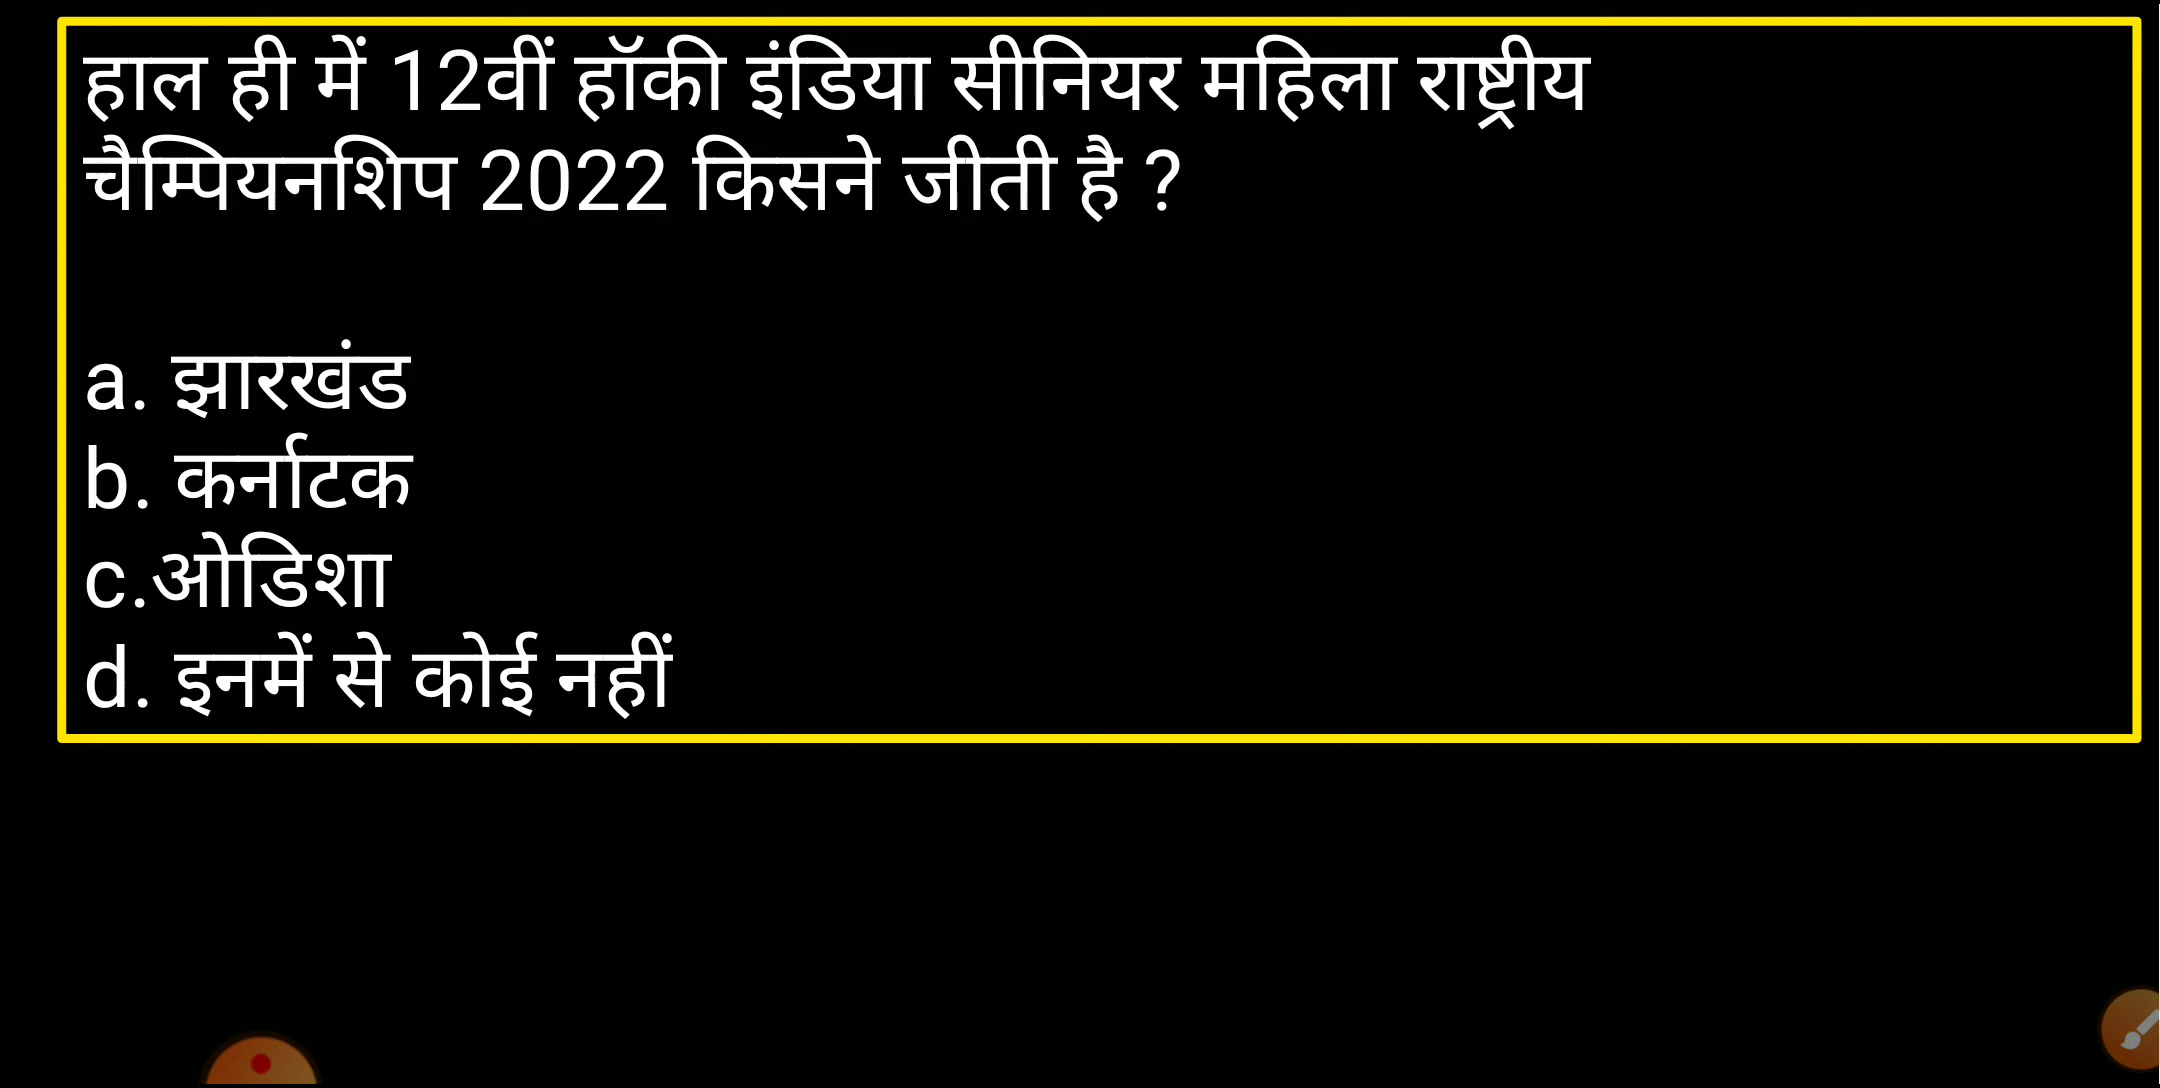 हाल ही में 12वीं हॉकी इंडिया सीनियर महिला राष्ट्रीय
चैम्पियनशिप 2022 किसने जीती है ?
a. झारखंड
b. कर्नाटक
c.ओडिशा
d. इनमें से कोई नहीं